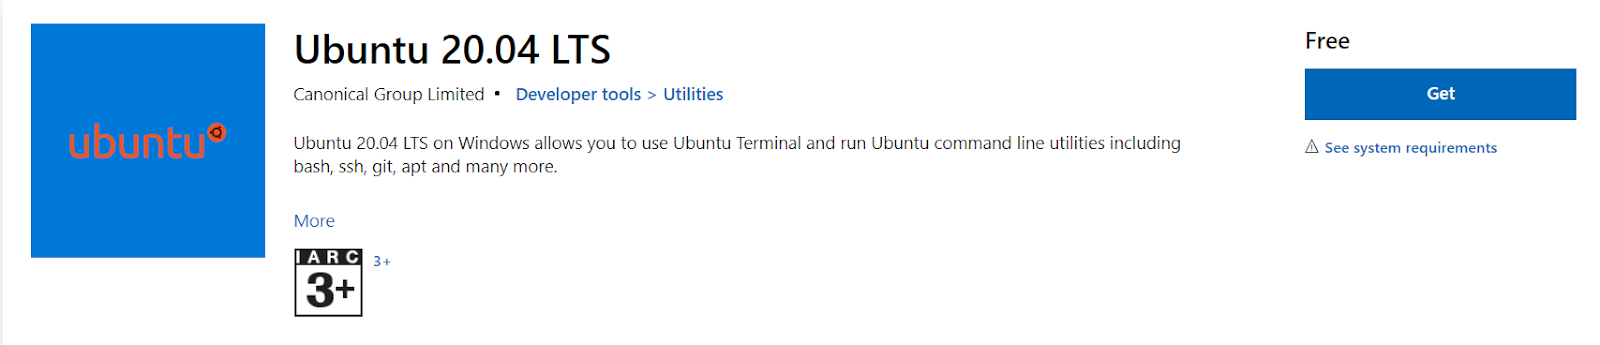 ubuntu
Ubuntu 20.04 LTS
Canonical Group Limited • Developer tools > Utilities
Ubuntu 20.04 LTS on Windows allows you to use Ubuntu Terminal and run Ubuntu command line utilities including
bash, ssh, git, apt and many more.
More
IARC
3+
3+
Free
Get
See system requirements